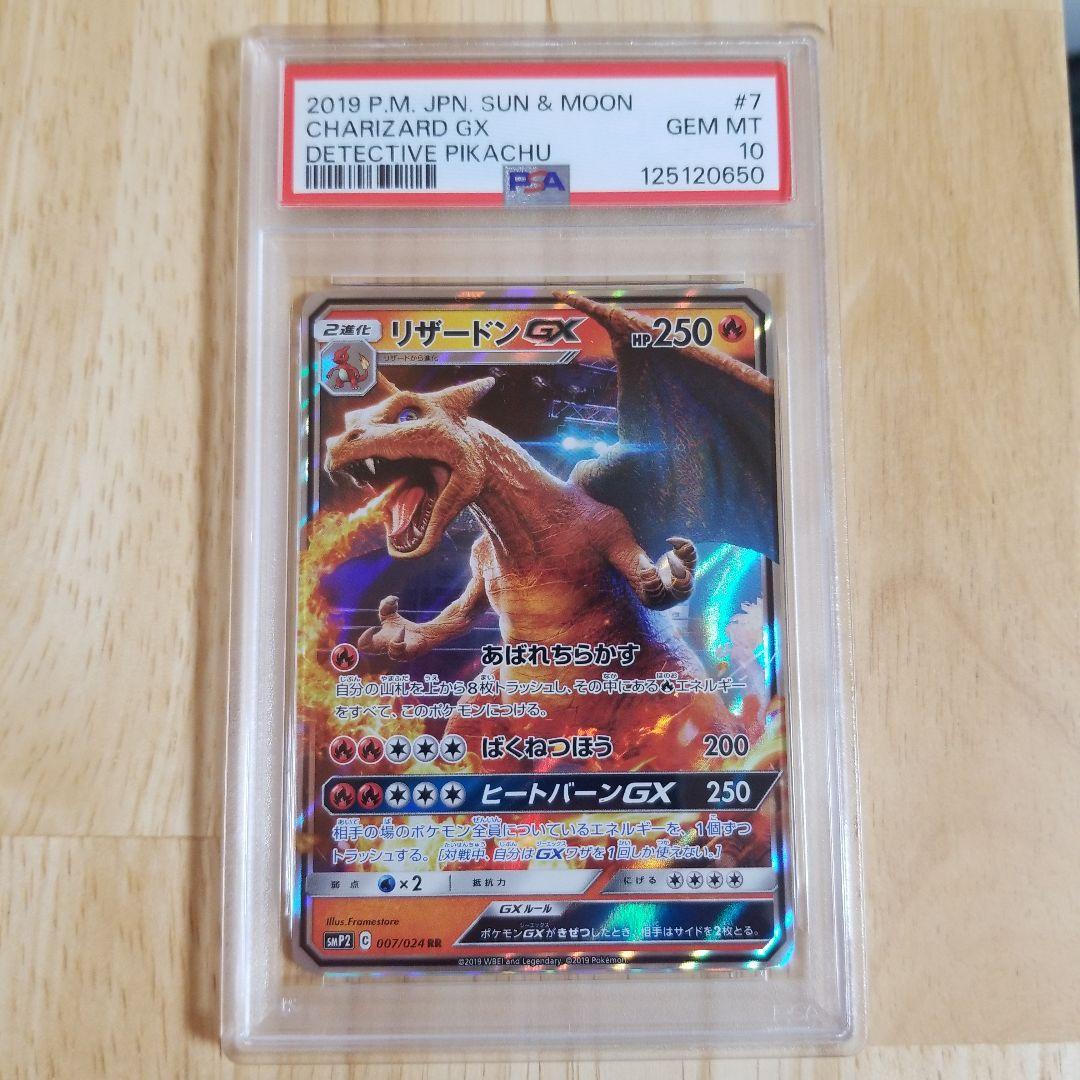 2019 P.M. JPN. SUN & MOON #7
CHARIZARD GX GEM MT
DETECTIVE PIKACHU 10
PSA 125120650
2進化 リザードンGX HP250
リザードから進化
あばれちらかす
自分の山札を上から8枚トラッシュし、その中にあるエネルギー
をすべて、このポケモンにつける。
ばくねつほう 200
ヒートバーンGX 250
相手の場のポケモン全員についているエネルギーを、1個ずつ
トラッシュする。[対戦中、自分はGXワザを1回しか使えない。]
弱点 ×2 抵抗力 にげる
Illus.Framestore GXルール
ポケモンGXがきぜつしたとき、相手はサイドを2枚とる。
SMP2 C 007/024 RR
©2019 WBEI and Legendary. ©2019 Pokémon.